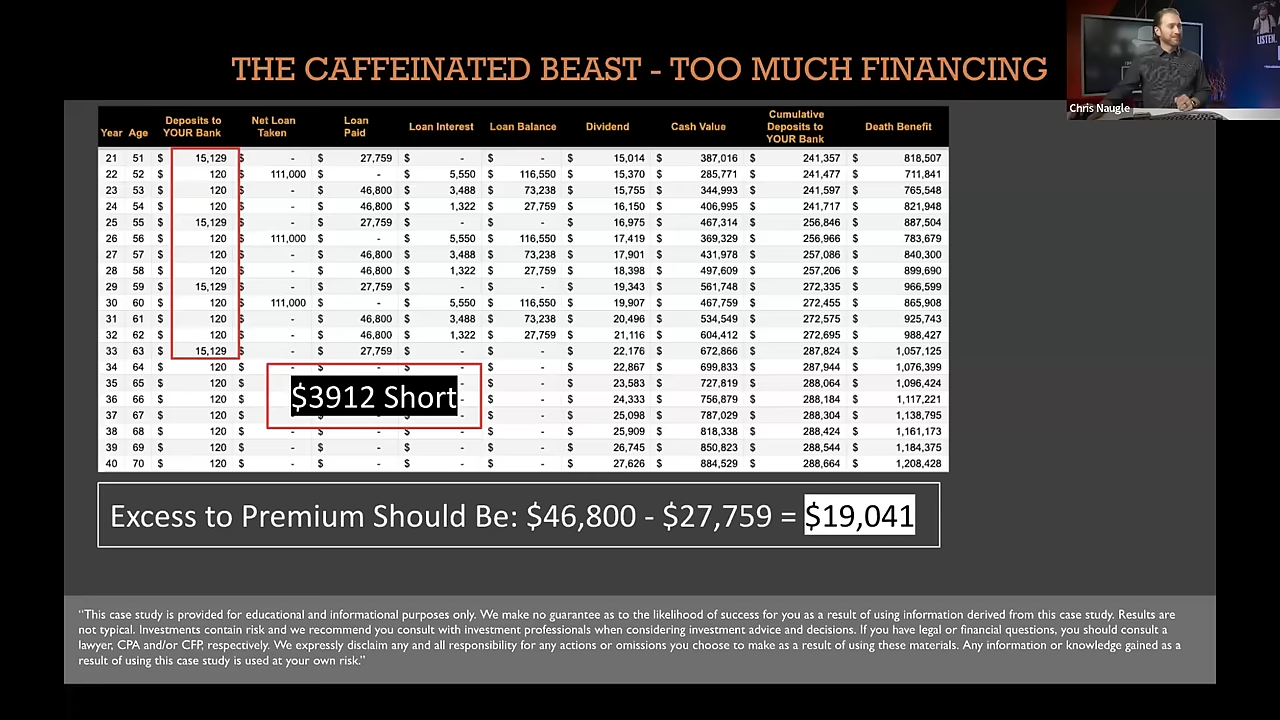 THE CAFFEINATED BEAST - TOO MUCH FINANCING
LISTEN.
Chris Naugle
Year Age Deposits to YOUR Bank Net Loan Taken Loan Paid Loan Interest Loan Balance Dividend Cash Value Cumulative Deposits to YOUR Bank Death Benefit
21 51 $ 15,129 $ - $ 27,759 $ - $ - $ 15,014 $ 387,016 $ 241,357 $ 818,507
22 52 $ 120 $ 111,000 $ - $ 5,550 $ 116,550 $ 15,370 $ 285,771 $ 241,477 $ 711,841
23 53 $ 120 $ - $ 46,800 $ 3,488 $ 73,238 $ 15,755 $ 344,993 $ 241,597 $ 765,548
24 54 $ 120 $ - $ 46,800 $ 1,322 $ 27,759 $ 16,150 $ 406,995 $ 241,717 $ 821,948
25 55 $ 15,129 $ - $ 27,759 $ - $ - $ 16,975 $ 467,314 $ 256,846 $ 887,504
26 56 $ 120 $ 111,000 $ - $ 5,550 $ 116,550 $ 17,419 $ 369,329 $ 256,966 $ 783,679
27 57 $ 120 $ - $ 46,800 $ 3,488 $ 73,238 $ 17,901 $ 431,978 $ 257,086 $ 840,300
28 58 $ 120 $ - $ 46,800 $ 1,322 $ 27,759 $ 18,398 $ 497,609 $ 257,206 $ 899,690
29 59 $ 15,129 $ - $ 27,759 $ - $ - $ 19,343 $ 561,748 $ 272,335 $ 966,599
30 60 $ 120 $ 111,000 $ - $ 5,550 $ 116,550 $ 19,907 $ 467,759 $ 272,455 $ 865,908
31 61 $ 120 $ - $ 46,800 $ 3,488 $ 73,238 $ 20,496 $ 534,549 $ 272,575 $ 925,743
32 62 $ 120 $ - $ 46,800 $ 1,322 $ 27,759 $ 21,116 $ 604,412 $ 272,695 $ 988,427
33 63 $ 15,129 $ - $ 27,759 $ - $ - $ 22,176 $ 672,866 $ 287,824 $ 1,057,125
34 64 $ 120 - $ - $ - $ - $ 22,867 $ 699,833 $ 287,944 $ 1,076,399
35 65 $ 120 - $ - $ 23,583 $ 727,819 $ 288,064 $ 1,096,424
$3912 Short
36 66 $ 120 - $ - $ 24,333 $ 756,879 $ 288,184 $ 1,117,221
37 67 $ 120 - $ - $ - $ - $ 25,098 $ 787,029 $ 288,304 $ 1,138,795
38 68 $ 120 $ - $ - $ - $ - $ 25,909 $ 818,338 $ 288,424 $ 1,161,173
39 69 $ 120 $ - $ - $ - $ - $ 26,745 $ 850,823 $ 288,544 $ 1,184,375
40 70 $ 120 $ - $ - $ - $ - $ 27,626 $ 884,529 $ 288,664 $ 1,208,428
Excess to Premium Should Be: $46,800 - $27,759 = $19,041
“This case study is provided for educational and informational purposes only. We make no guarantee as to the likelihood of success for you as a result of using information derived from this case study. Results are
not typical. Investments contain risk and we recommend you consult with investment professionals when considering investment advice and decisions. If you have legal or financial questions, you should consult a
lawyer, CPA and/or CFP, respectively. We expressly disclaim any and all responsibility for any actions or omissions you choose to make as a result of using these materials. Any information or knowledge gained as a
result of using this case study is used at your own risk.”